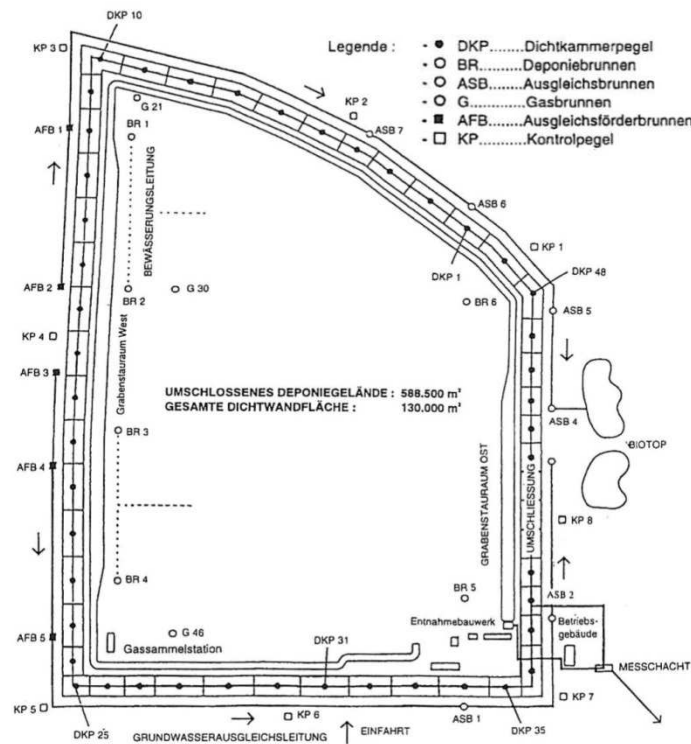 DKP 10
Legende :
- DKP.........Dichtkammerpegel
- BR............Deponiebrunnen
- ASB.........Ausgleichsbrunnen
- G..............Gasbrunnen
- AFB.........Ausgleichsförderbrunnen
- KP...........Kontrolpegel
KP 3
G 21
KP 2
AFB 1
BR 1
ASB 7
BEWÄSSERUNGSLEITUNG
ASB 6
KP 1
DKP 1
DKP 48
AFB 2
BR 2
G 30
BR 6
ASB 5
KP 4
Grabenstauraum West
AFB 3
UMSCHLOSSENES DEPONIEGELÄNDE : 588.500 m²
GESAMTE DICHTWANDFLÄCHE : 130.000 m²
ASB 4
BR 3
BIOTOP
AFB 4
GRABENSTAURAUM OST
UMSCHLIESSUNG
KP 8
BR 4
BR 5
ASB 2
Entnahmebauwerk
Betriebs-
gebäude
AFB 5
G 46
DKP 31
Gassammelstation
MESSCHACHT
KP 5
DKP 25
KP 6
ASB 1
DKP 35
KP 7
GRUNDWASSERAUSGLEICHSLEITUNG
EINFAHRT